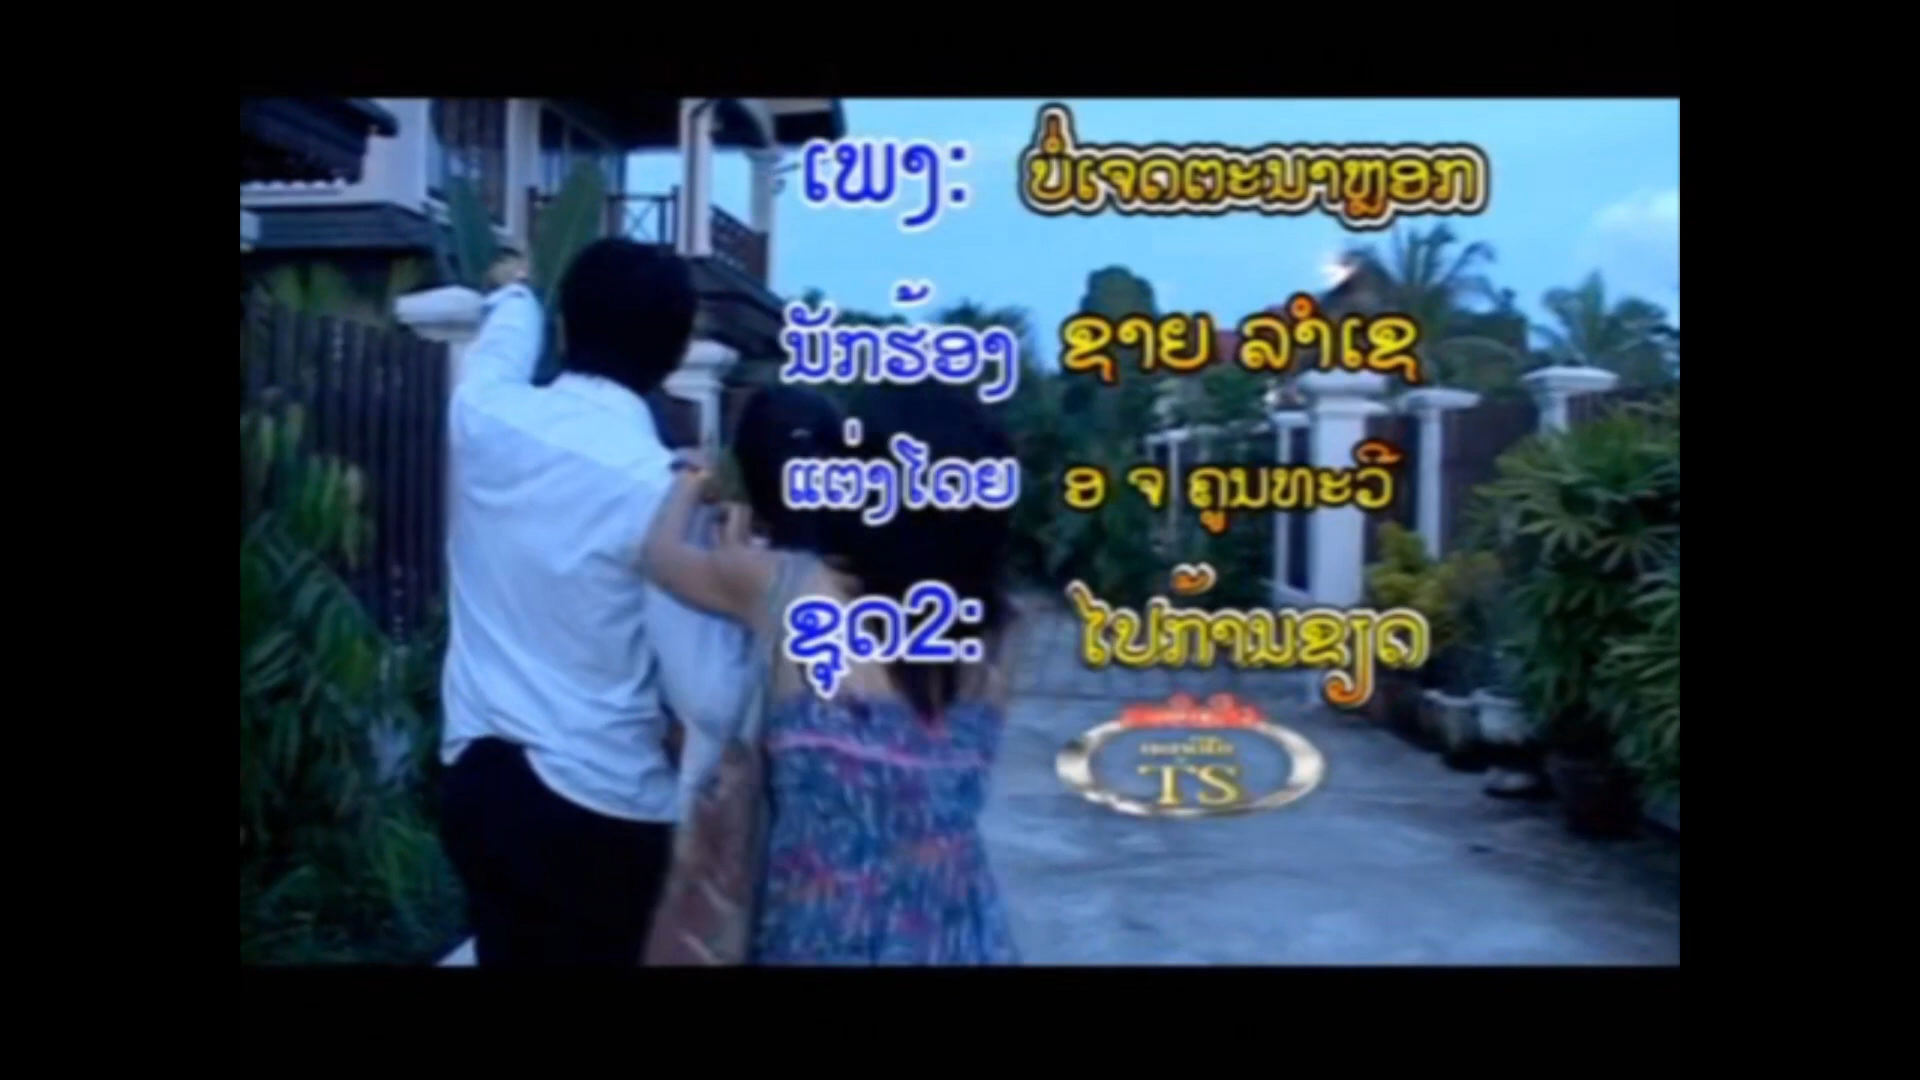 ເພງ: ບໍ່ເຈດຕະນາຫຼອກ
ນັກຮ້ອງ ຊາຍ ລຳເຊ
ແຕ່ງໂດຍ ອ ຈ ຄູນທະວີ
ຊຸດ2: ໄປກ້ານຊຽດ
TS